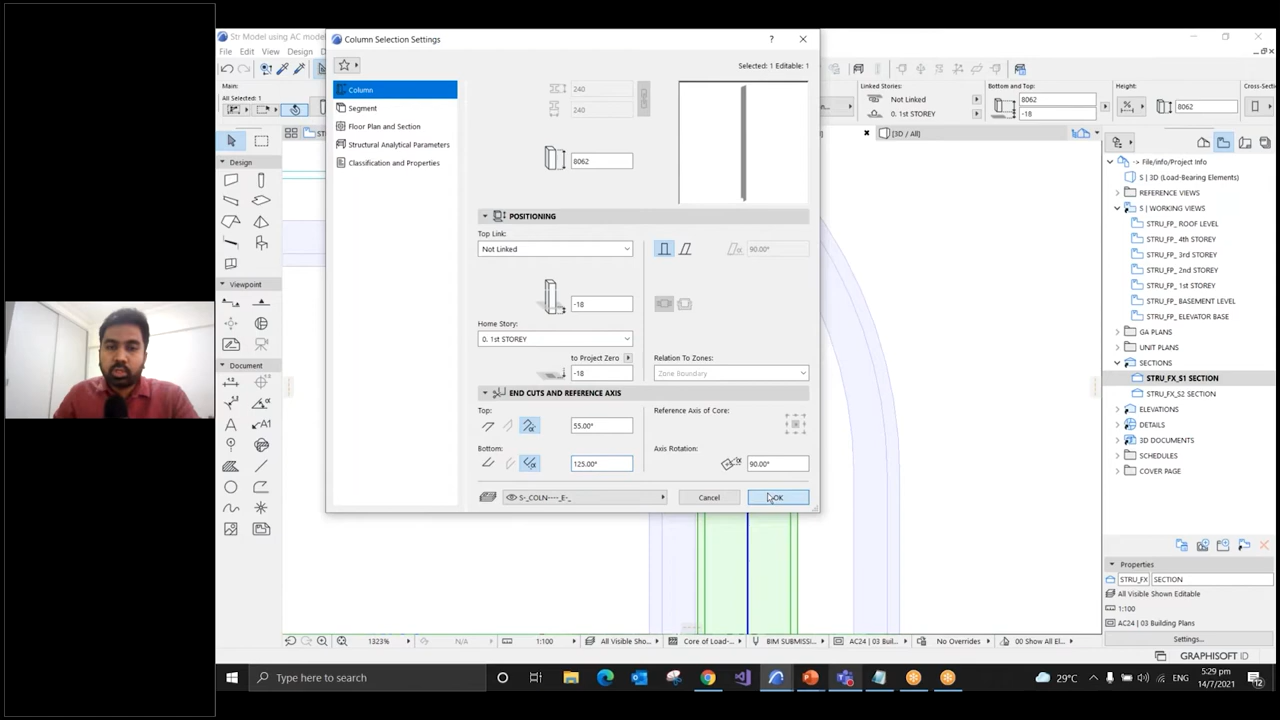 Str Model using AC mode
File Edit View Design D
Main:
All Selected: 1
Column Selection Settings
?
Selected: 1 Editable: 1
Column
Segment
Floor Plan and Section
Structural Analytical Parameters
Classification and Properties
240
240
8062
POSITIONING
Top Link:
Not Linked
90.00°
-18
Home Story:
0. 1st STOREY
to Project Zero
-18
Relation To Zones:
Zone Boundary
END CUTS AND REFERENCE AXIS
Top:
55.00°
Reference Axis of Core:
Bottom:
125.00°
Axis Rotation:
90.00°
S-_COLN----_E-_
Cancel
OK
Linked Stories:
Not Linked
0. 1st STOREY
Bottom and Top:
8062
-18
Height:
8062
Cross-Section
[3D / All]
Design
Viewpoint
Document
File/info/Project Info
S | 3D (Load-Bearing Elements)
REFERENCE VIEWS
S | WORKING VIEWS
STRU_FP_ ROOF LEVEL
STRU_FP_ 4th STOREY
STRU_FP_ 3rd STOREY
STRU_FP_ 2nd STOREY
STRU_FP_ 1st STOREY
STRU_FP_ BASEMENT LEVEL
STRU_FP_ ELEVATOR BASE
GA PLANS
UNIT PLANS
SECTIONS
STRU_FX_S1 SECTION
STRU_FX_S2 SECTION
ELEVATIONS
DETAILS
3D DOCUMENTS
SCHEDULES
COVER PAGE
Properties
STRU_FX SECTION
All Visible Shown Editable
1:100
AC24 | 03 Building Plans
Settings...
1323% N/A 1:100 All Visible Sho... Core of Load-... BIM SUBMISSI... AC24 | 03 Buil... No Overrides 00 Show All El...
GRAPHISOFT ID
Type here to search
29°C
ENG
5:29 pm
14/7/2021